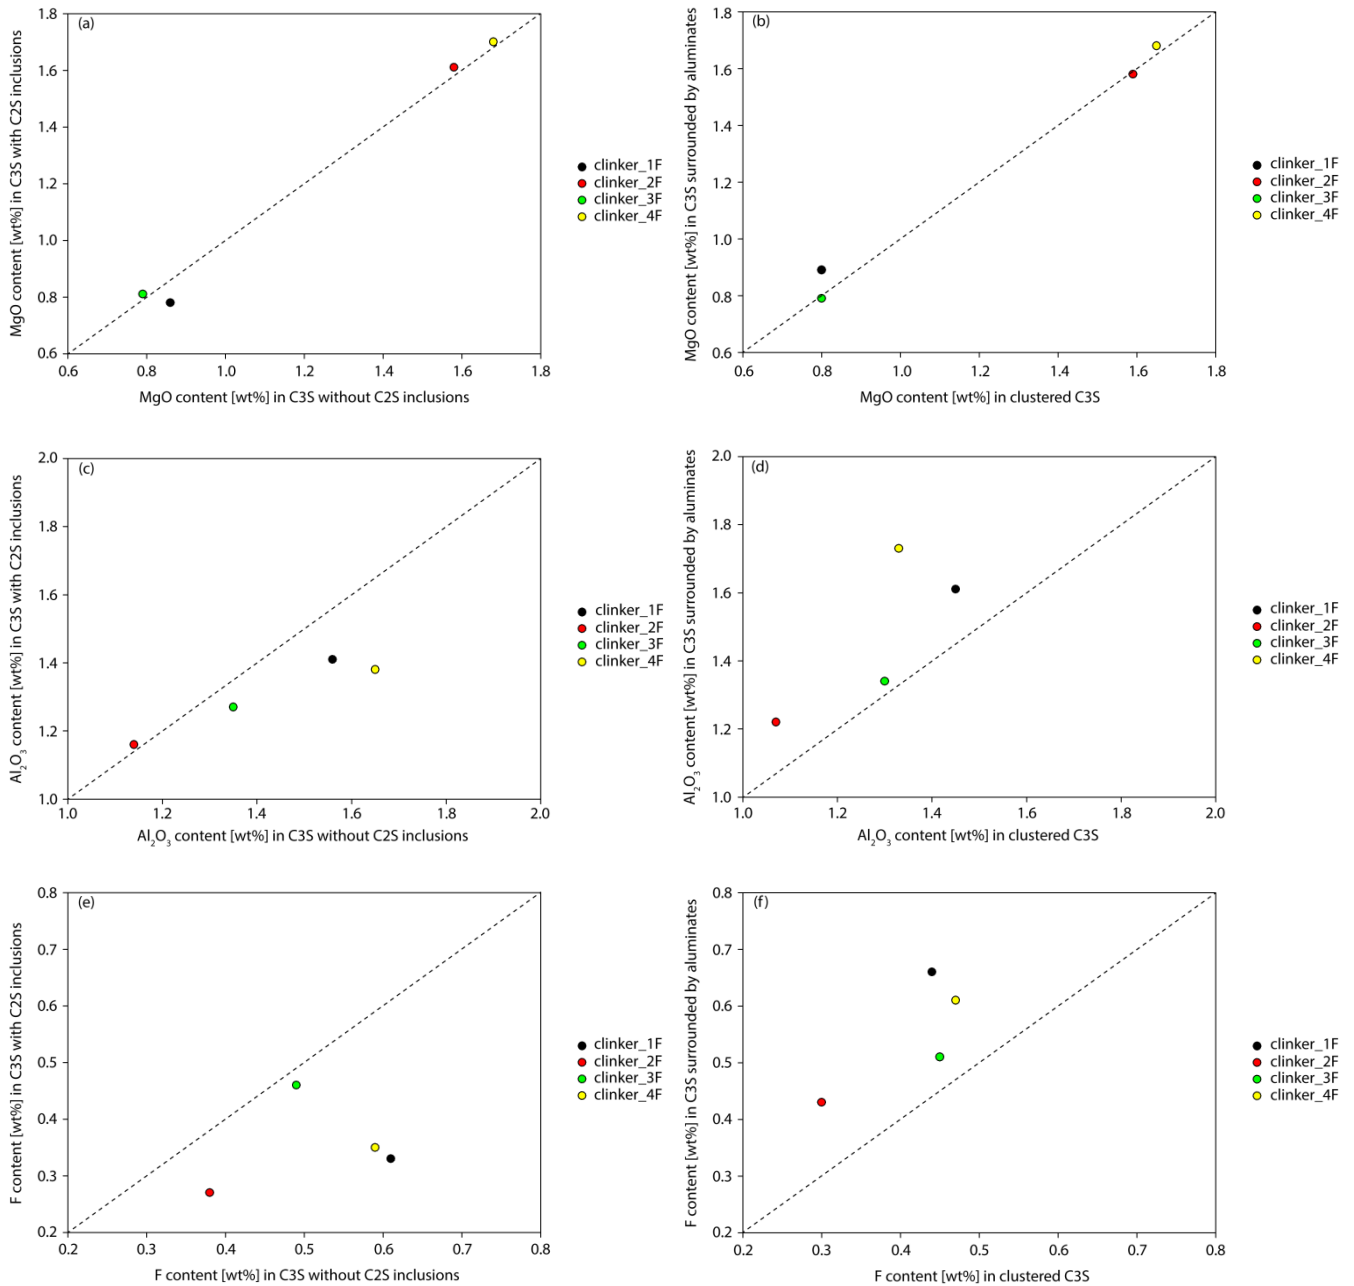 (a)
MgO content [wt%] in C3S with C2S inclusions
1.8
1.6
1.4
1.2
1.0
0.8
0.6
0.6 0.8 1.0 1.2 1.4 1.6 1.8
MgO content [wt%] in C3S without C2S inclusions
clinker_1F
clinker_2F
clinker_3F
clinker_4F
(b)
MgO content [wt%] in C3S surrounded by aluminates
1.8
1.6
1.4
1.2
1.0
0.8
0.6
0.6 0.8 1.0 1.2 1.4 1.6 1.8
MgO content [wt%] in clustered C3S
clinker_1F
clinker_2F
clinker_3F
clinker_4F
(c)
Al₂O₃ content [wt%] in C3S with C2S inclusions
2.0
1.8
1.6
1.4
1.2
1.0
1.0 1.2 1.4 1.6 1.8 2.0
Al₂O₃ content [wt%] in C3S without C2S inclusions
clinker_1F
clinker_2F
clinker_3F
clinker_4F
(d)
Al₂O₃ content [wt%] in C3S surrounded by aluminates
2.0
1.8
1.6
1.4
1.2
1.0
1.0 1.2 1.4 1.6 1.8 2.0
Al₂O₃ content [wt%] in clustered C3S
clinker_1F
clinker_2F
clinker_3F
clinker_4F
(e)
F content [wt%] in C3S with C2S inclusions
0.8
0.7
0.6
0.5
0.4
0.3
0.2
0.2 0.3 0.4 0.5 0.6 0.7 0.8
F content [wt%] in C3S without C2S inclusions
clinker_1F
clinker_2F
clinker_3F
clinker_4F
(f)
F content [wt%] in C3S surrounded by aluminates
0.8
0.7
0.6
0.5
0.4
0.3
0.2
0.2 0.3 0.4 0.5 0.6 0.7 0.8
F content [wt%] in clustered C3S
clinker_1F
clinker_2F
clinker_3F
clinker_4F